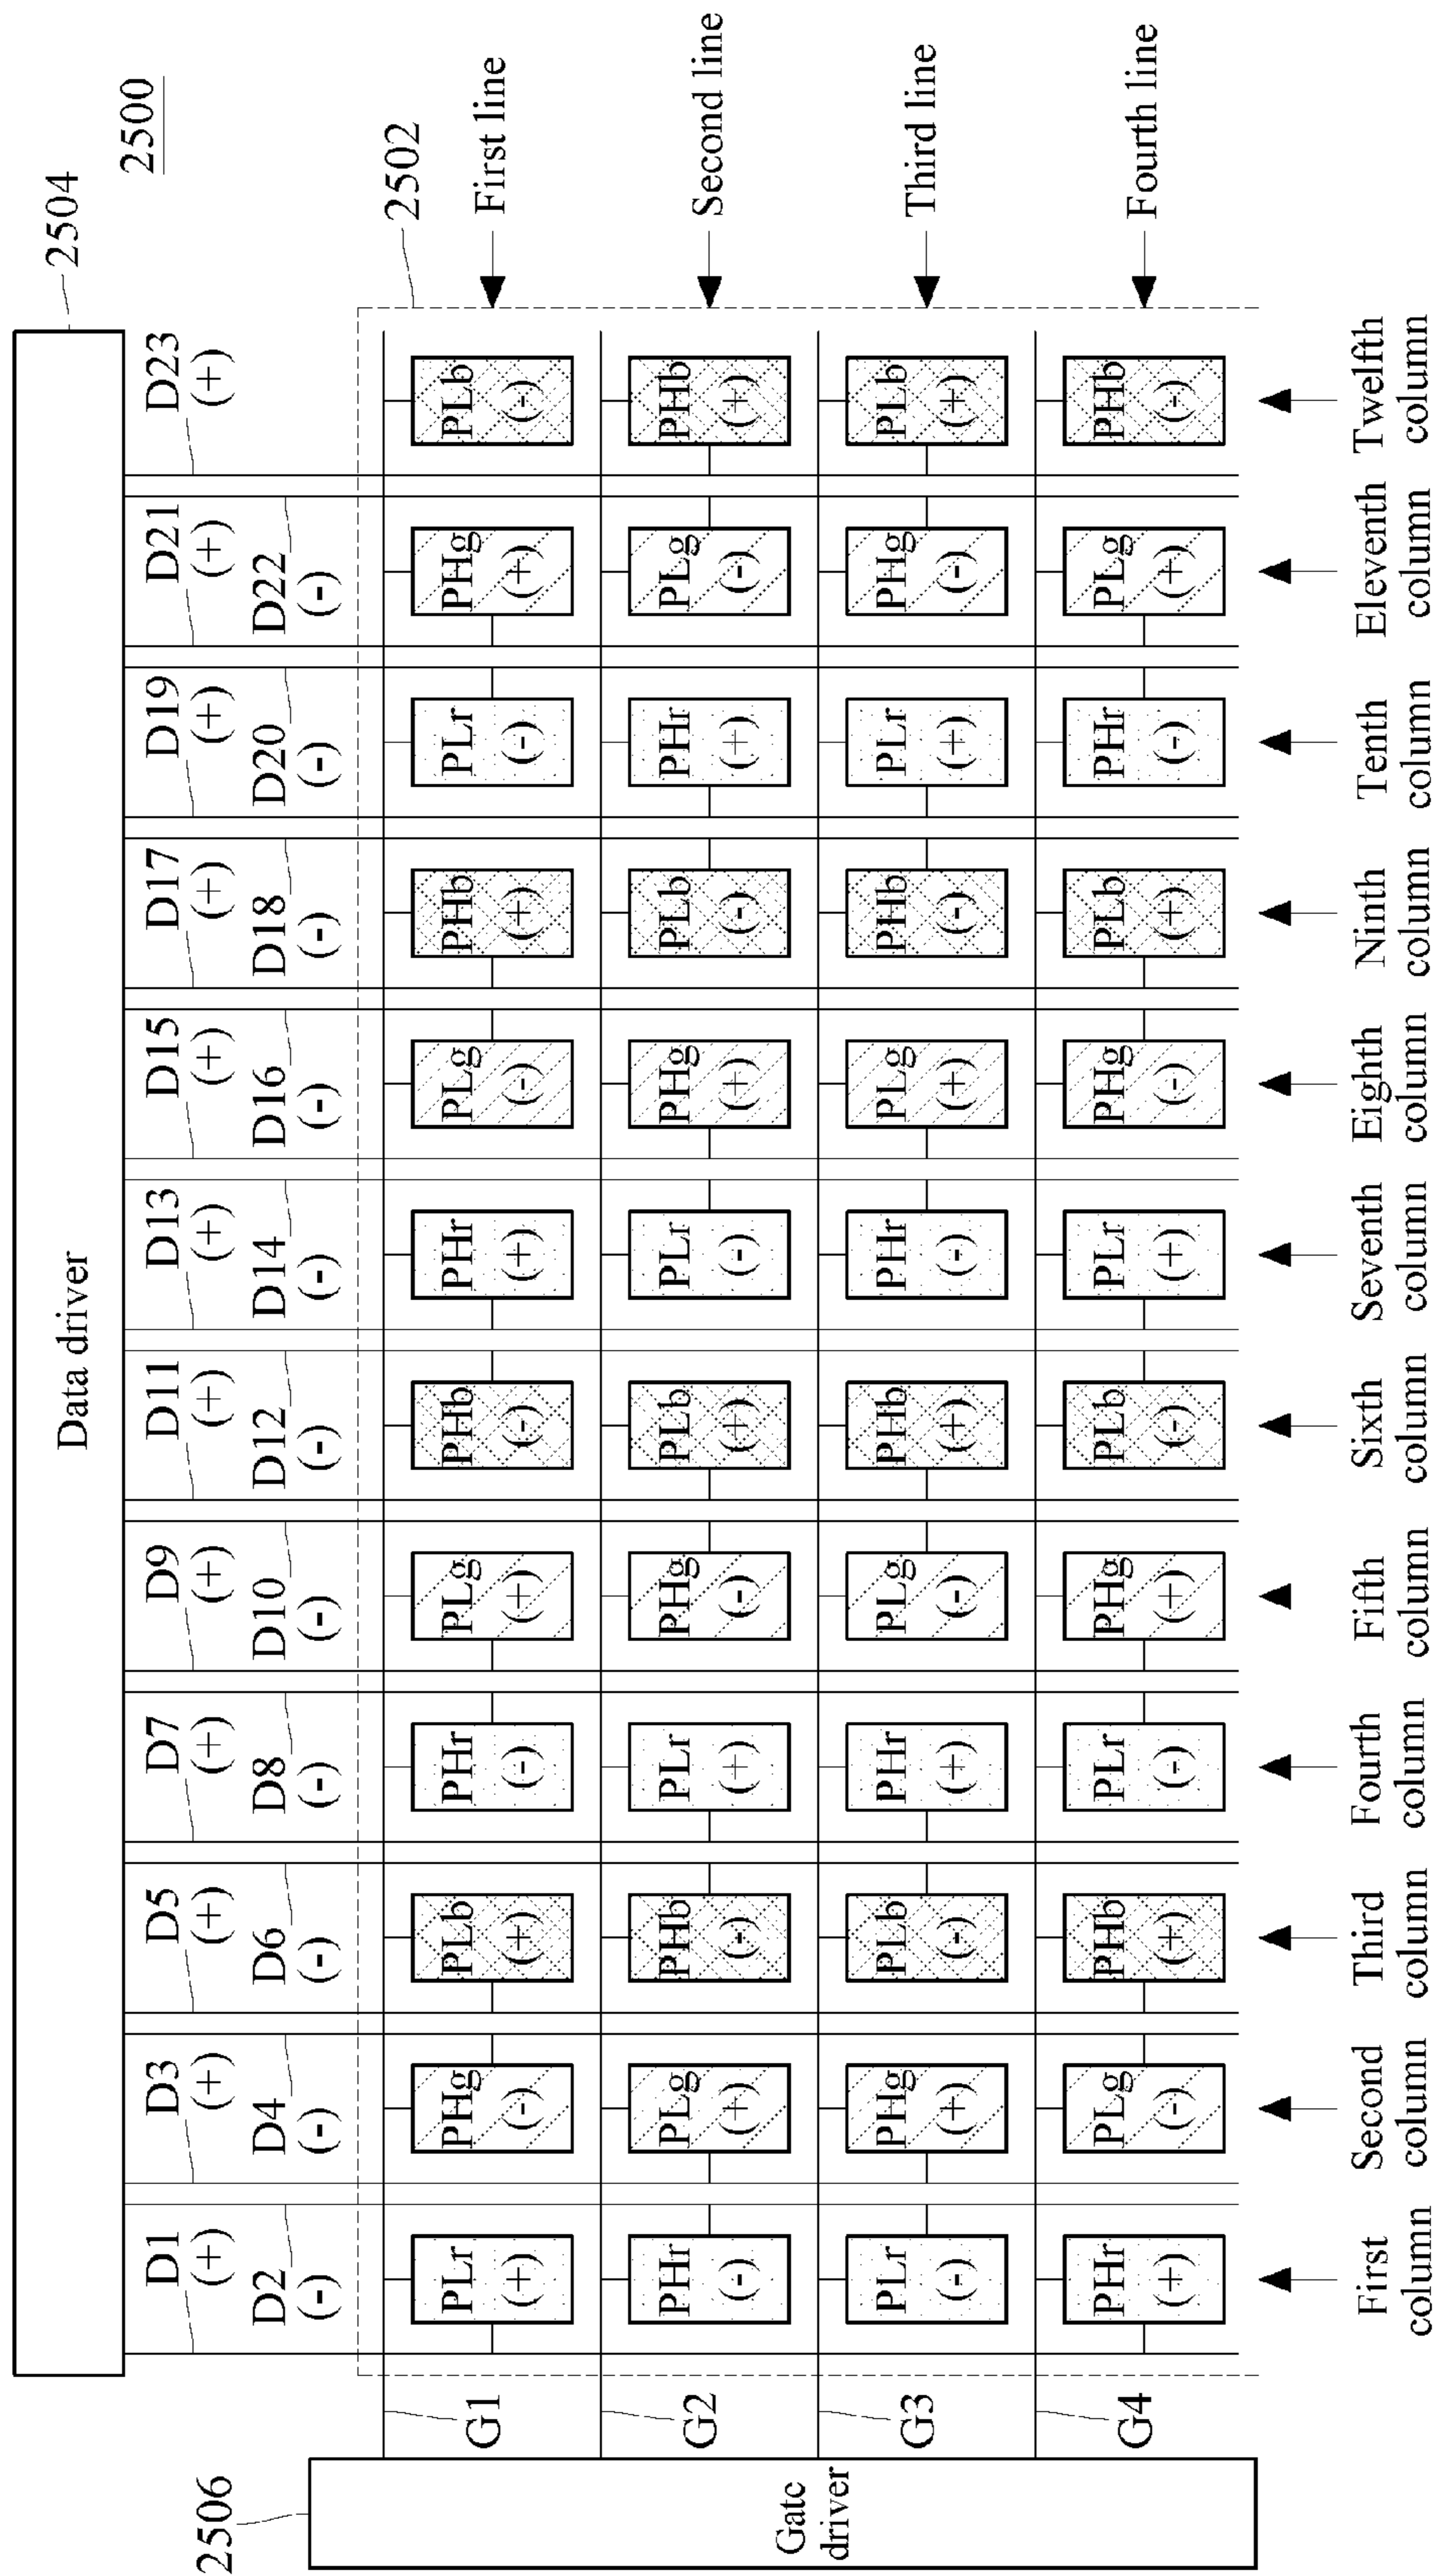 Data driver
2504
2500
D1 D3 D5 D7 D9 D11 D13 D15 D17 D19 D21 D23
(+) (+) (+) (+) (+) (+) (+) (+) (+) (+) (+) (+)
2506
D2 D4 D6 D8 D10 D12 D14 D16 D18 D20 D22
(-) (-) (-) (-) (-) (-) (-) (-) (-) (-) (-)
2502
G1 PLr PHg PLb PHr PLg PHb PHr PLg PHb PLr PHg PLb First line
(+) (-) (+) (-) (+) (-) (+) (-) (+) (-) (+) (-)
G2 PHr PLg PHb PLr PHg PLb PLr PHg PLb PHr PLg PHb Second line
(-) (+) (-) (+) (-) (+) (-) (+) (-) (+) (-) (+)
Gate
driver
G3 PLr PHg PLb PHr PLg PHb PHr PLg PHb PLr PHg PLb Third line
(-) (+) (-) (+) (-) (+) (-) (+) (-) (+) (-) (+)
G4 PHr PLg PHb PLr PHg PLb PLr PHg PLb PHr PLg PHb Fourth line
(+) (-) (+) (-) (+) (-) (+) (-) (+) (-) (+) (-)
First Second Third Fourth Fifth Sixth Seventh Eighth Ninth Tenth Eleventh Twelfth
column column column column column column column column column column column column